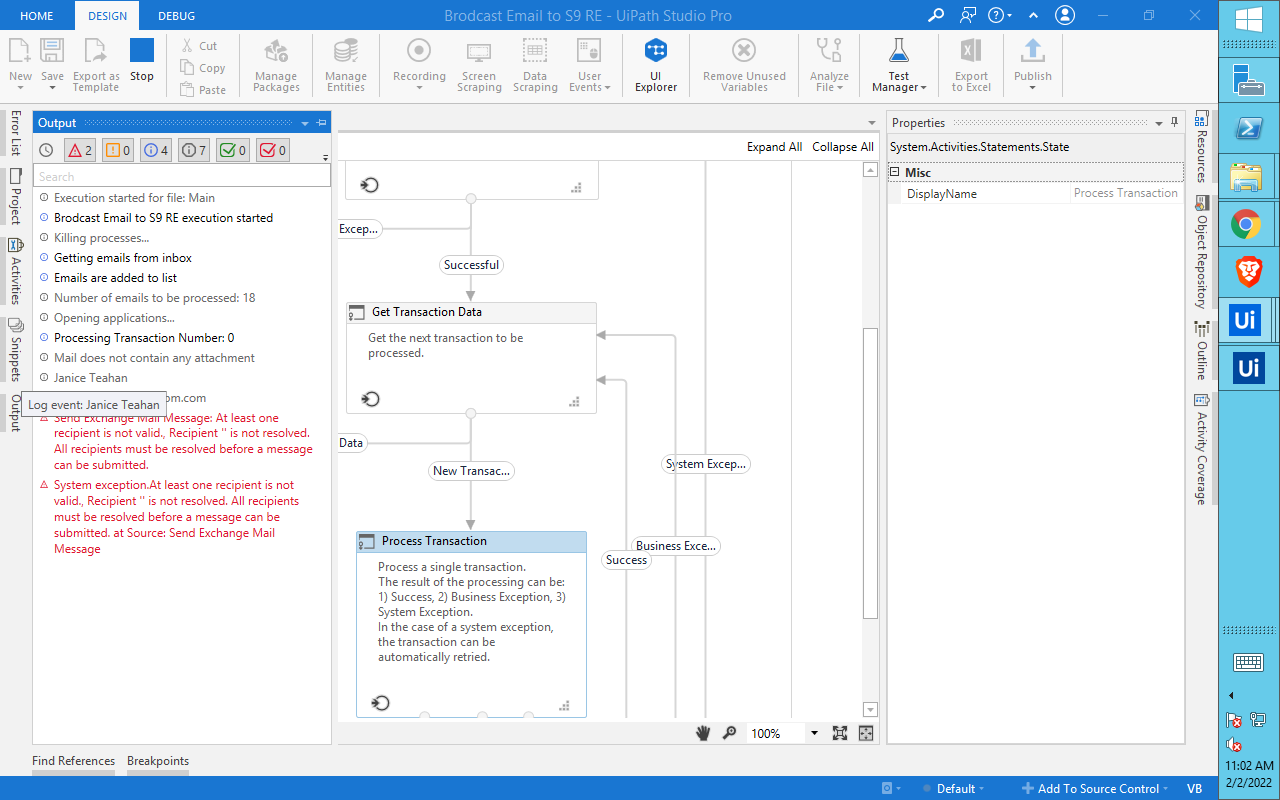 HOME
DESIGN
DEBUG
Brodcast Email to S9 RE - UiPath Studio Pro
New
Save
Export as
Template
Stop
Cut
Copy
Paste
Manage
Packages
Manage
Entities
Recording
Screen
Scraping
Data
Scraping
User
Events
UI
Explorer
Remove Unused
Variables
Analyze
File
Test
Manager
Export
to Excel
Publish
Error List
Project
Activities
Snippets
Output
Output
2
0
4
7
0
0
Search
Execution started for file: Main
Brodcast Email to S9 RE execution started
Killing processes...
Getting emails from inbox
Emails are added to list
Number of emails to be processed: 18
Opening applications...
Processing Transaction Number: 0
Mail does not contain any attachment
Janice Teahan
Log event: Janice Teahan
om.com
Send Exchange Mail Message: At least one
recipient is not valid., Recipient '' is not resolved.
All recipients must be resolved before a message
can be submitted.
System exception.At least one recipient is not
valid., Recipient '' is not resolved. All recipients
must be resolved before a message can be
submitted. at Source: Send Exchange Mail
Message
Expand All
Collapse All
Excep...
Successful
Get Transaction Data
Get the next transaction to be
processed.
Data
New Transac...
System Excep...
Business Exce...
Success
Process Transaction
Process a single transaction.
The result of the processing can be:
1) Success, 2) Business Exception, 3)
System Exception.
In the case of a system exception,
the transaction can be
automatically retried.
100%
Properties
System.Activities.Statements.State
Misc
DisplayName
Process Transaction
Resources
Object Repository
Outline
Activity Coverage
Find References
Breakpoints
Default
Add To Source Control
VB
Ui
Ui
11:02 AM
2/2/2022